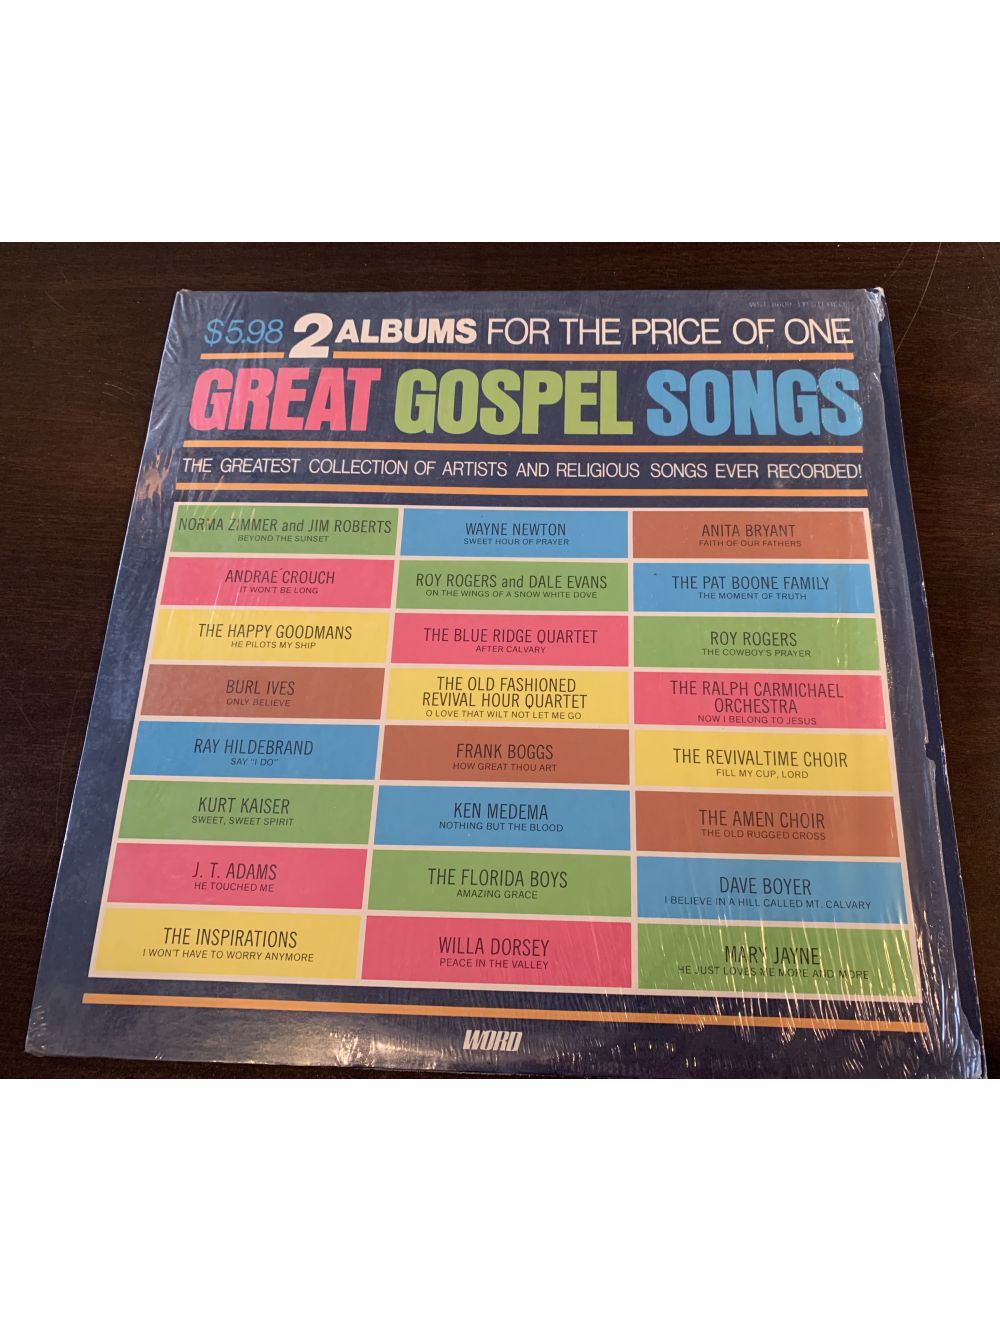 WST-8609-LP STEREO
$5.98 2 ALBUMS FOR THE PRICE OF ONE
GREAT GOSPEL SONGS
THE GREATEST COLLECTION OF ARTISTS AND RELIGIOUS SONGS EVER RECORDED!
NORMA ZIMMER and JIM ROBERTS
BEYOND THE SUNSET
WAYNE NEWTON
SWEET HOUR OF PRAYER
ANITA BRYANT
FAITH OF OUR FATHERS
ANDRAE´CROUCH
IT WON'T BE LONG
ROY ROGERS and DALE EVANS
ON THE WINGS OF A SNOW WHITE DOVE
THE PAT BOONE FAMILY
THE MOMENT OF TRUTH
THE HAPPY GOODMANS
HE PILOTS MY SHIP
THE BLUE RIDGE QUARTET
AFTER CALVARY
ROY ROGERS
THE COWBOY'S PRAYER
BURL IVES
ONLY BELIEVE
THE OLD FASHIONED
REVIVAL HOUR QUARTET
O LOVE THAT WILT NOT LET ME GO
THE RALPH CARMICHAEL
ORCHESTRA
NOW I BELONG TO JESUS
RAY HILDEBRAND
SAY "I DO"
FRANK BOGGS
HOW GREAT THOU ART
THE REVIVALTIME CHOIR
FILL MY CUP, LORD
KURT KAISER
SWEET, SWEET SPIRIT
KEN MEDEMA
NOTHING BUT THE BLOOD
THE AMEN CHOIR
THE OLD RUGGED CROSS
J. T. ADAMS
HE TOUCHED ME
THE FLORIDA BOYS
AMAZING GRACE
DAVE BOYER
I BELIEVE IN A HILL CALLED MT. CALVARY
THE INSPIRATIONS
I WON'T HAVE TO WORRY ANYMORE
WILLA DORSEY
PEACE IN THE VALLEY
MARY JAYNE
HE JUST LOVES ME MORE AND MORE
WORD